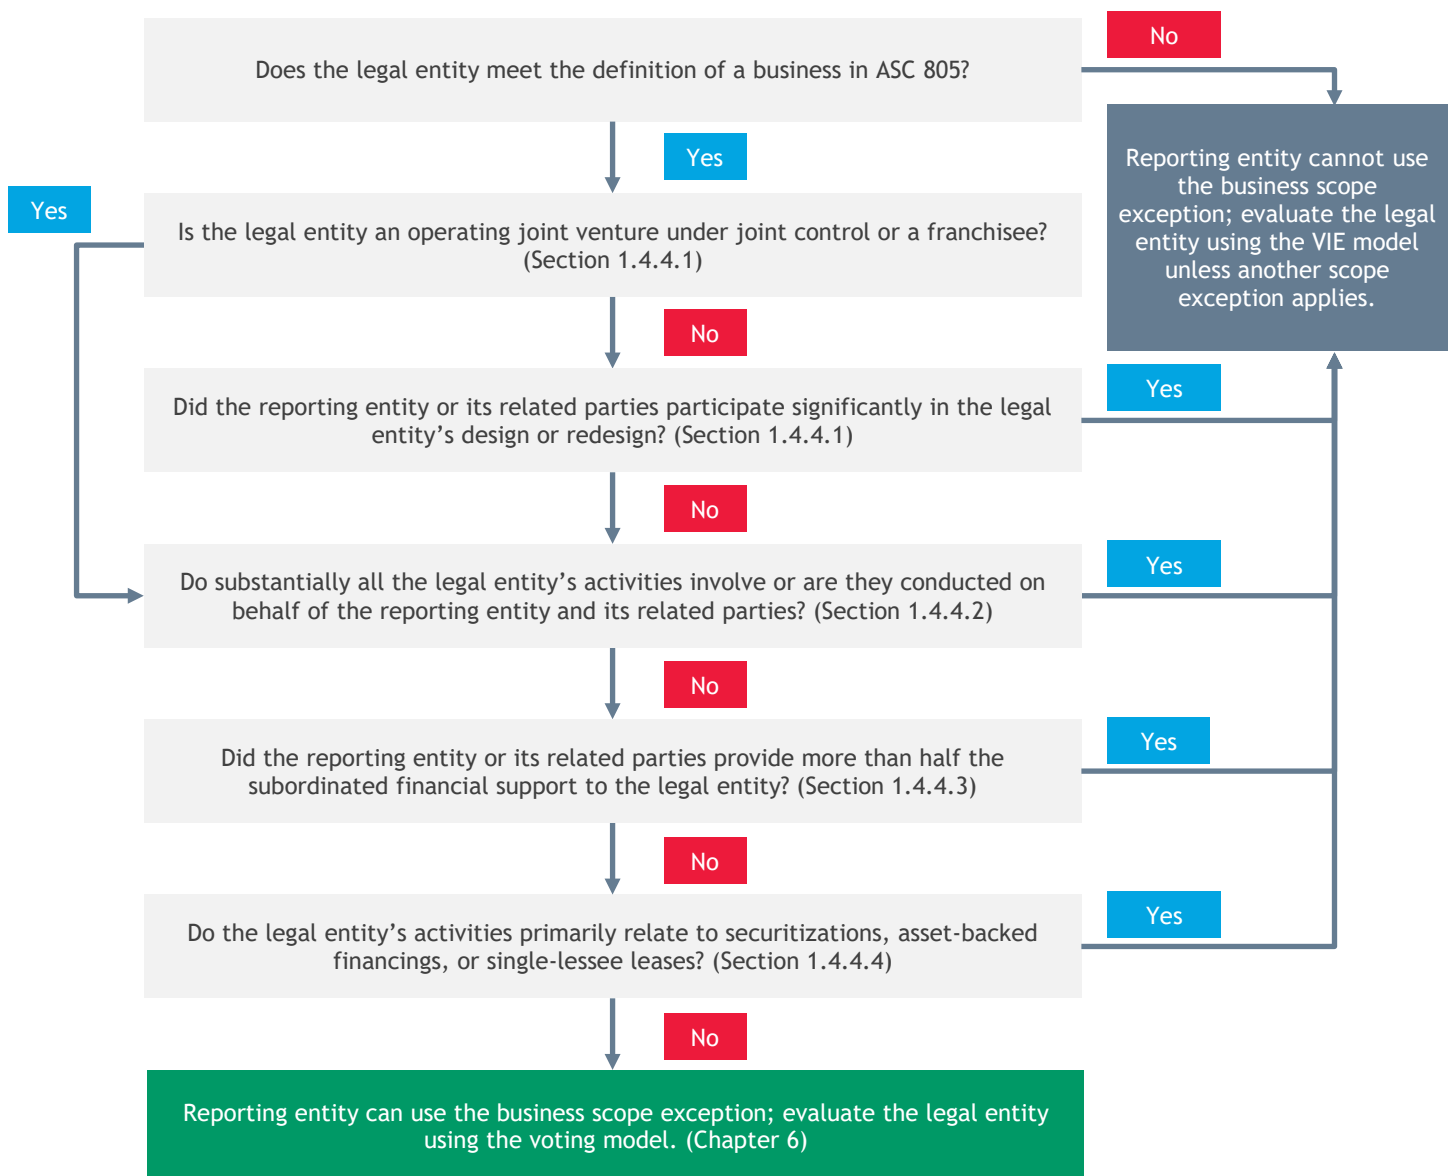 Does the legal entity meet the definition of a business in ASC 805?
No
Yes
Reporting entity cannot use
the business scope
exception; evaluate the legal
entity using the VIE model
unless another scope
exception applies.
Yes
Is the legal entity an operating joint venture under joint control or a franchisee?
(Section 1.4.4.1)
No
Did the reporting entity or its related parties participate significantly in the legal
entity’s design or redesign? (Section 1.4.4.1)
Yes
No
Do substantially all the legal entity’s activities involve or are they conducted on
behalf of the reporting entity and its related parties? (Section 1.4.4.2)
Yes
No
Did the reporting entity or its related parties provide more than half the
subordinated financial support to the legal entity? (Section 1.4.4.3)
Yes
No
Do the legal entity’s activities primarily relate to securitizations, asset-backed
financings, or single-lessee leases? (Section 1.4.4.4)
Yes
No
Reporting entity can use the business scope exception; evaluate the legal entity
using the voting model. (Chapter 6)